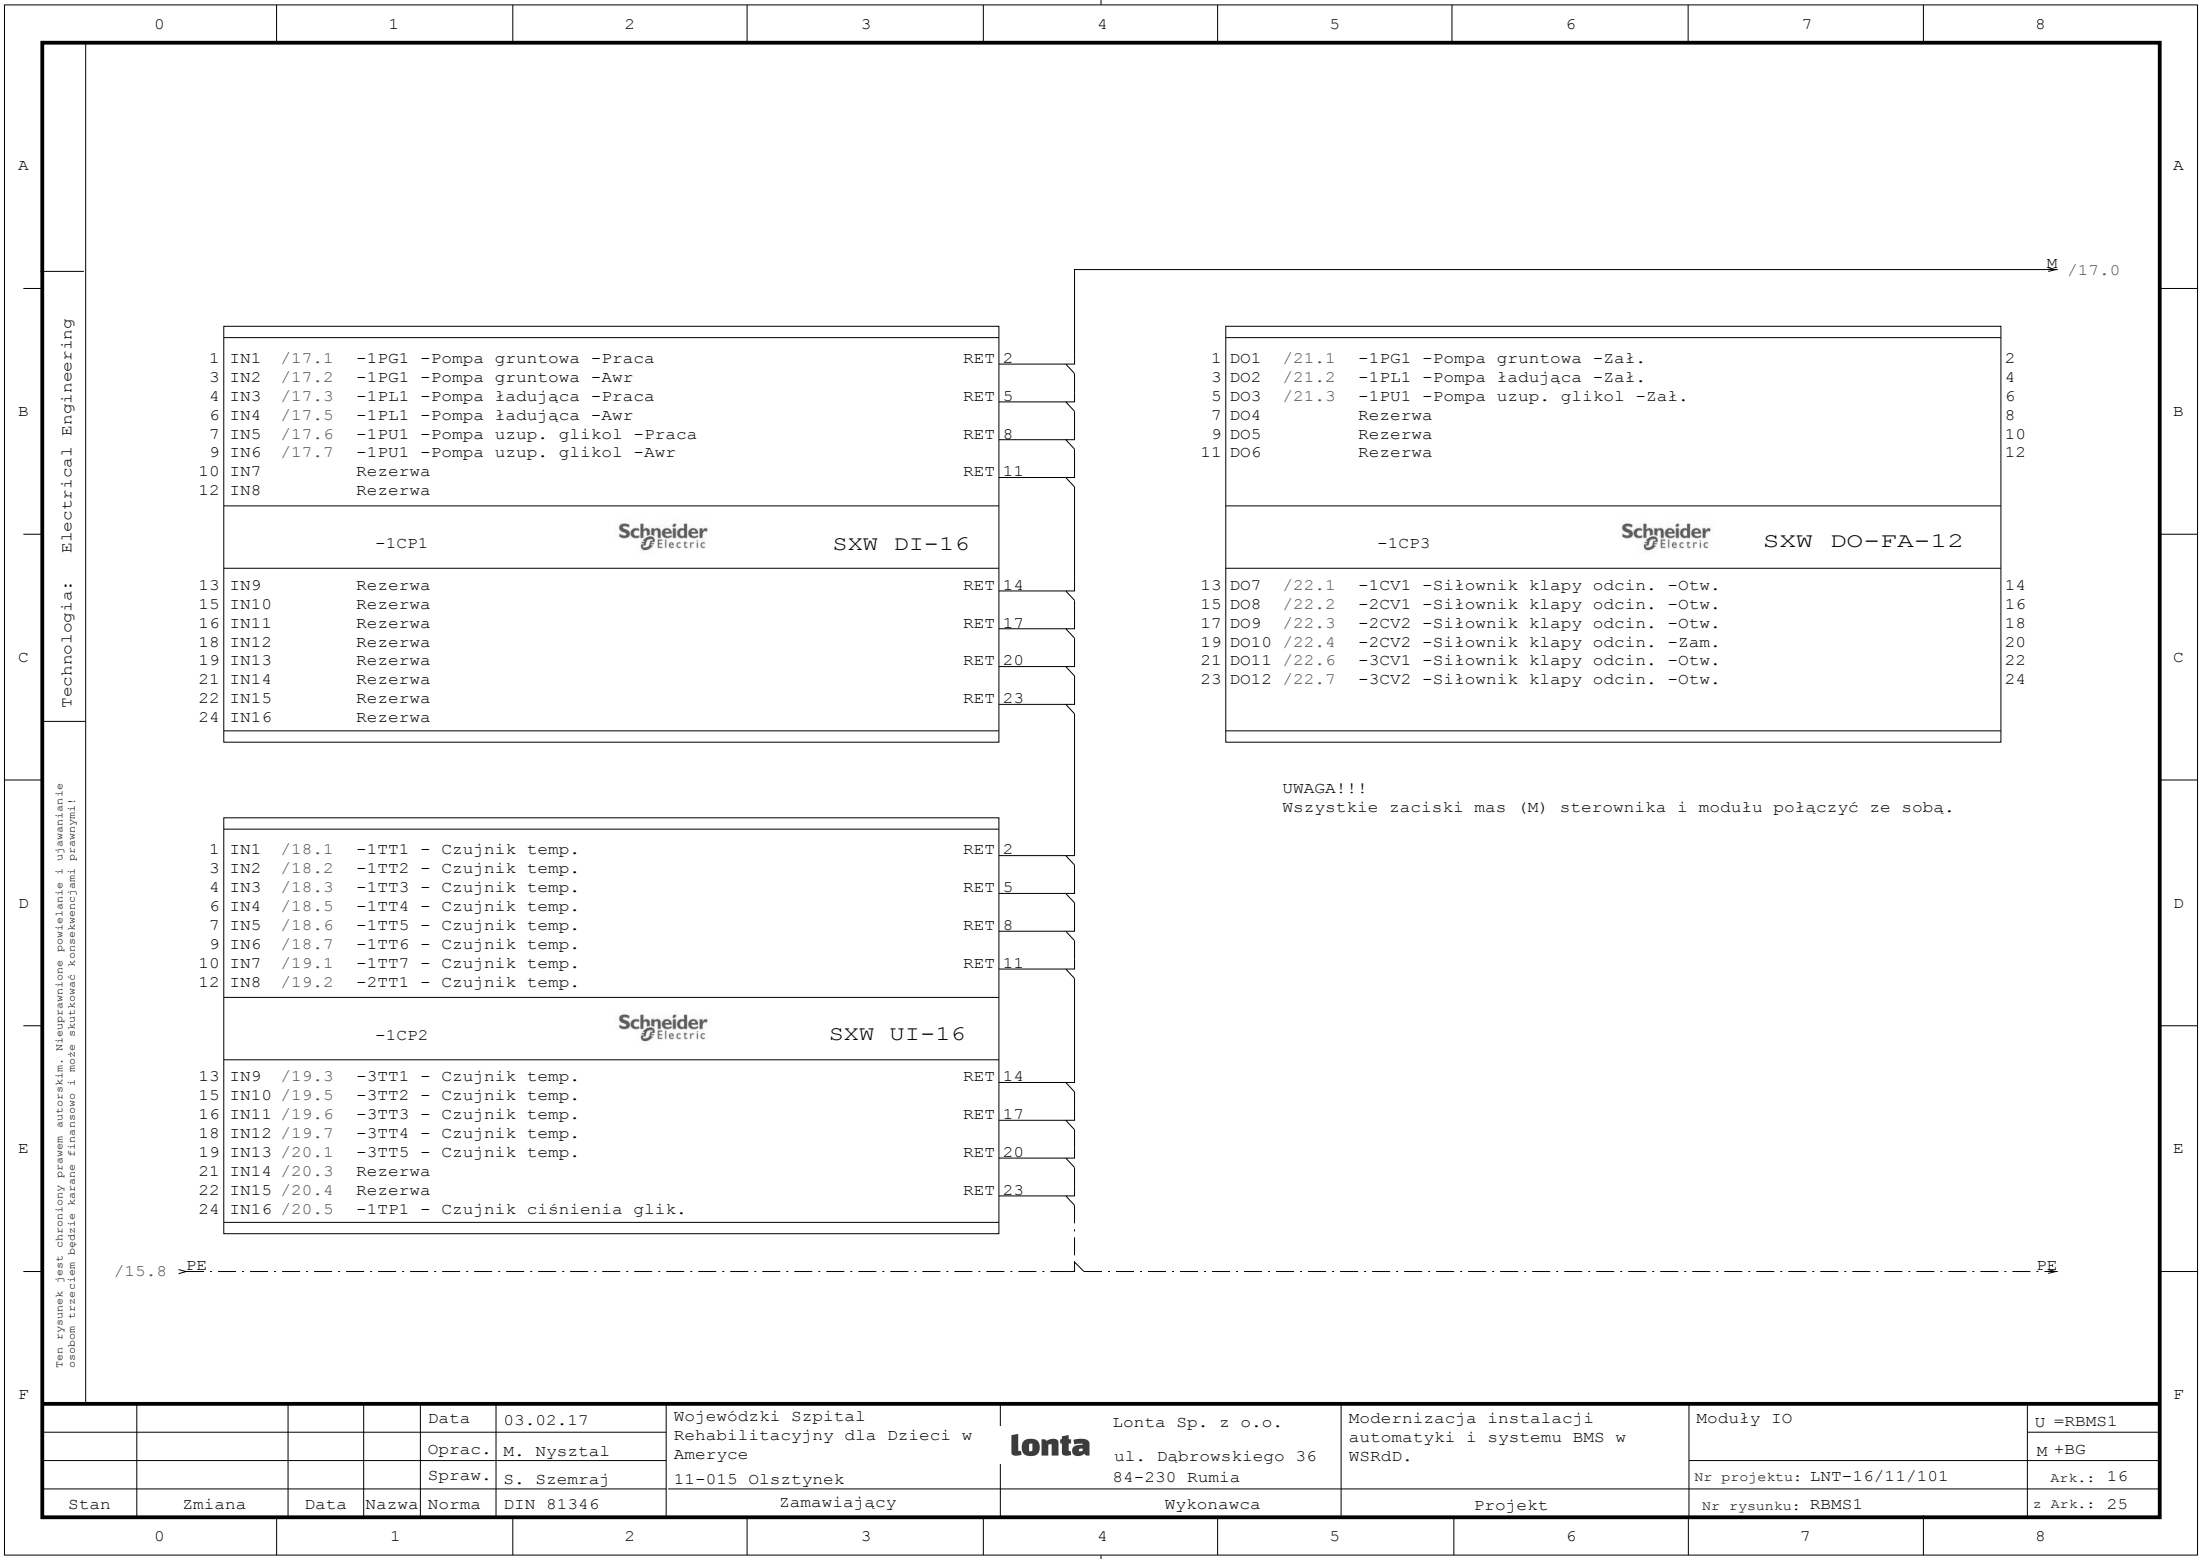 0 1 2 3 4 5 6 7 8
A A
B B
C C
D D
E E
F F
Technologia: Electrical Engineering
Ten rysunek jest chroniony prawem autorskim. Nieuprawnione powielanie i ujawanianie
osobom trzeciem będzie karane finansowo i może skutkować konsekwencjami prawnymi!
M /17.0
1 IN1 /17.1 -1PG1 -Pompa gruntowa -Praca RET 2
3 IN2 /17.2 -1PG1 -Pompa gruntowa -Awr
4 IN3 /17.3 -1PL1 -Pompa ładująca -Praca RET 5
6 IN4 /17.5 -1PL1 -Pompa ładująca -Awr
7 IN5 /17.6 -1PU1 -Pompa uzup. glikol -Praca RET 8
9 IN6 /17.7 -1PU1 -Pompa uzup. glikol -Awr
10 IN7 Rezerwa RET 11
12 IN8 Rezerwa
-1CP1 Schneider Electric SXW DI-16
13 IN9 Rezerwa RET 14
15 IN10 Rezerwa
16 IN11 Rezerwa RET 17
18 IN12 Rezerwa
19 IN13 Rezerwa RET 20
21 IN14 Rezerwa
22 IN15 Rezerwa RET 23
24 IN16 Rezerwa
1 DO1 /21.1 -1PG1 -Pompa gruntowa -Zał. 2
3 DO2 /21.2 -1PL1 -Pompa ładująca -Zał. 4
5 DO3 /21.3 -1PU1 -Pompa uzup. glikol -Zał. 6
7 DO4 Rezerwa 8
9 DO5 Rezerwa 10
11 DO6 Rezerwa 12
-1CP3 Schneider Electric SXW DO-FA-12
13 DO7 /22.1 -1CV1 -Siłownik klapy odcin. -Otw. 14
15 DO8 /22.2 -2CV1 -Siłownik klapy odcin. -Otw. 16
17 DO9 /22.3 -2CV2 -Siłownik klapy odcin. -Otw. 18
19 DO10 /22.4 -2CV2 -Siłownik klapy odcin. -Zam. 20
21 DO11 /22.6 -3CV1 -Siłownik klapy odcin. -Otw. 22
23 DO12 /22.7 -3CV2 -Siłownik klapy odcin. -Otw. 24
UWAGA!!!
Wszystkie zaciski mas (M) sterownika i modułu połączyć ze sobą.
1 IN1 /18.1 -1TT1 - Czujnik temp. RET 2
3 IN2 /18.2 -1TT2 - Czujnik temp.
4 IN3 /18.3 -1TT3 - Czujnik temp. RET 5
6 IN4 /18.5 -1TT4 - Czujnik temp.
7 IN5 /18.6 -1TT5 - Czujnik temp. RET 8
9 IN6 /18.7 -1TT6 - Czujnik temp.
10 IN7 /19.1 -1TT7 - Czujnik temp. RET 11
12 IN8 /19.2 -2TT1 - Czujnik temp.
-1CP2 Schneider Electric SXW UI-16
13 IN9 /19.3 -3TT1 - Czujnik temp. RET 14
15 IN10 /19.5 -3TT2 - Czujnik temp.
16 IN11 /19.6 -3TT3 - Czujnik temp. RET 17
18 IN12 /19.7 -3TT4 - Czujnik temp.
19 IN13 /20.1 -3TT5 - Czujnik temp. RET 20
21 IN14 /20.3 Rezerwa
22 IN15 /20.4 Rezerwa RET 23
24 IN16 /20.5 -1TP1 - Czujnik ciśnienia glik.
/15.8 PE PE
Data 03.02.17
Oprac. M. Nysztal
Spraw. S. Szemraj
Stan Zmiana Data Nazwa Norma DIN 81346
Wojewódzki Szpital
Rehabilitacyjny dla Dzieci w
Ameryce
11-015 Olsztynek
Zamawiający
lonta
Lonta Sp. z o.o.
ul. Dąbrowskiego 36
84-230 Rumia
Wykonawca
Modernizacja instalacji
automatyki i systemu BMS w
WSRdD.
Projekt
Moduły IO
Nr projektu: LNT-16/11/101
Nr rysunku: RBMS1
U =RBMS1
M +BG
Ark.: 16
z Ark.: 25
0 1 2 3 4 5 6 7 8